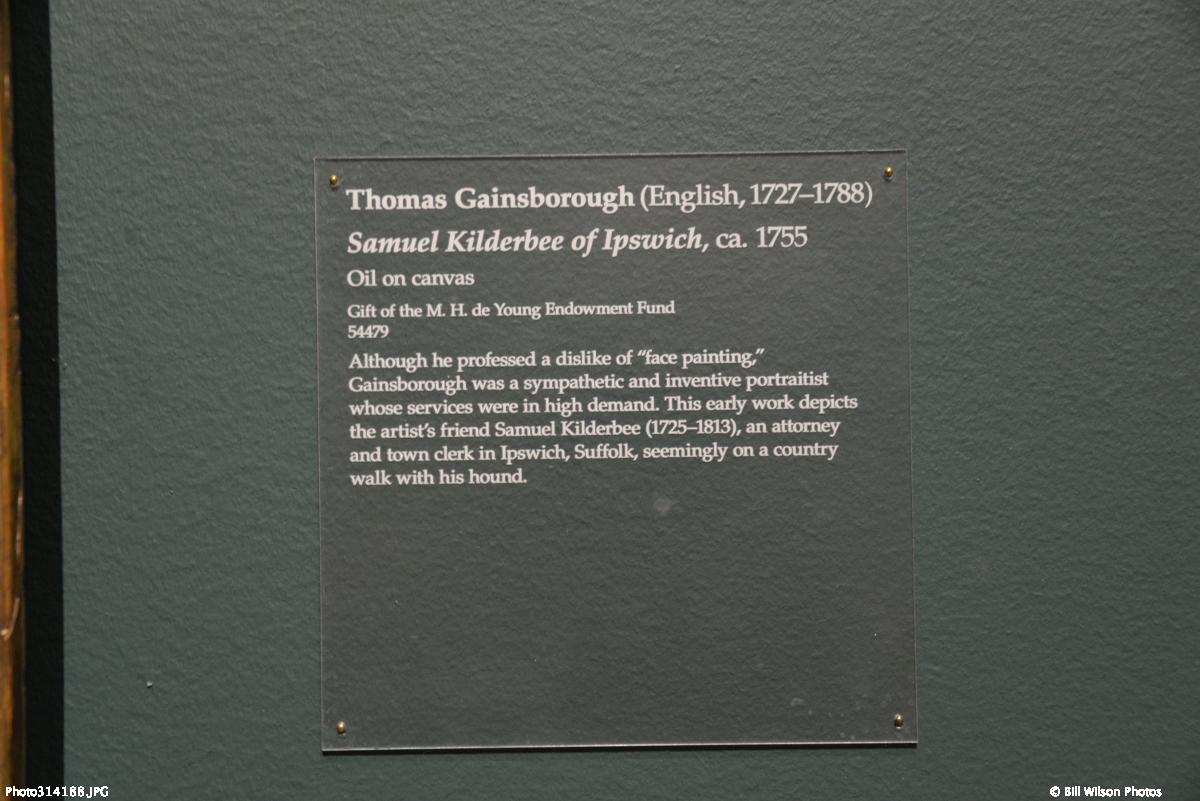 Thomas Gainsborough (English, 1727–1788)
Samuel Kilderbee of Ipswich, ca. 1755
Oil on canvas
Gift of the M. H. de Young Endowment Fund
54479
Although he professed a dislike of “face painting,”
Gainsborough was a sympathetic and inventive portraitist
whose services were in high demand. This early work depicts
the artist’s friend Samuel Kilderbee (1725–1813), an attorney
and town clerk in Ipswich, Suffolk, seemingly on a country
walk with his hound.
Photo314188.JPG
© Bill Wilson Photos